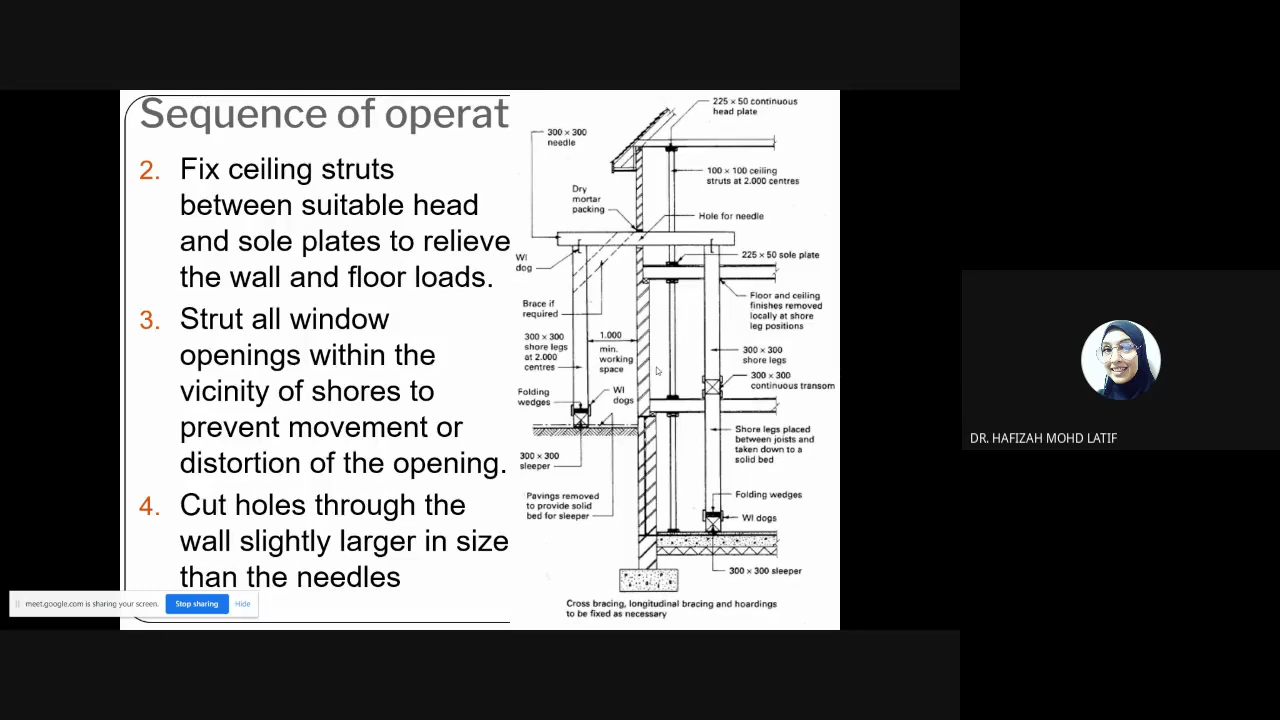 Sequence of operat
2. Fix ceiling struts
between suitable head
and sole plates to relieve
the wall and floor loads.
3. Strut all window
openings within the
vicinity of shores to
prevent movement or
distortion of the opening.
4. Cut holes through the
wall slightly larger in size
than the needles
225 × 50 continuous
head plate
300 × 300
needle
100 × 100 ceiling
struts at 2.000 centres
Dry
mortar
packing
Hole for needle
WI
dog
225 × 50 sole plate
Brace if
required
Floor and ceiling
finishes removed
locally at shore
leg positions
300 × 300
shore legs
at 2.000
centres
1.000
min.
working
space
300 × 300
shore legs
300 × 300
continuous transom
Folding
wedges
WI
dogs
Shore legs placed
between joists and
taken down to a
solid bed
300 × 300
sleeper
Pavings removed
to provide solid
bed for sleeper
Folding wedges
WI dogs
300 × 300 sleeper
Cross bracing, longitudinal bracing and hoardings
to be fixed as necessary
meet.google.com is sharing your screen.
Stop sharing
Hide
DR. HAFIZAH MOHD LATIF